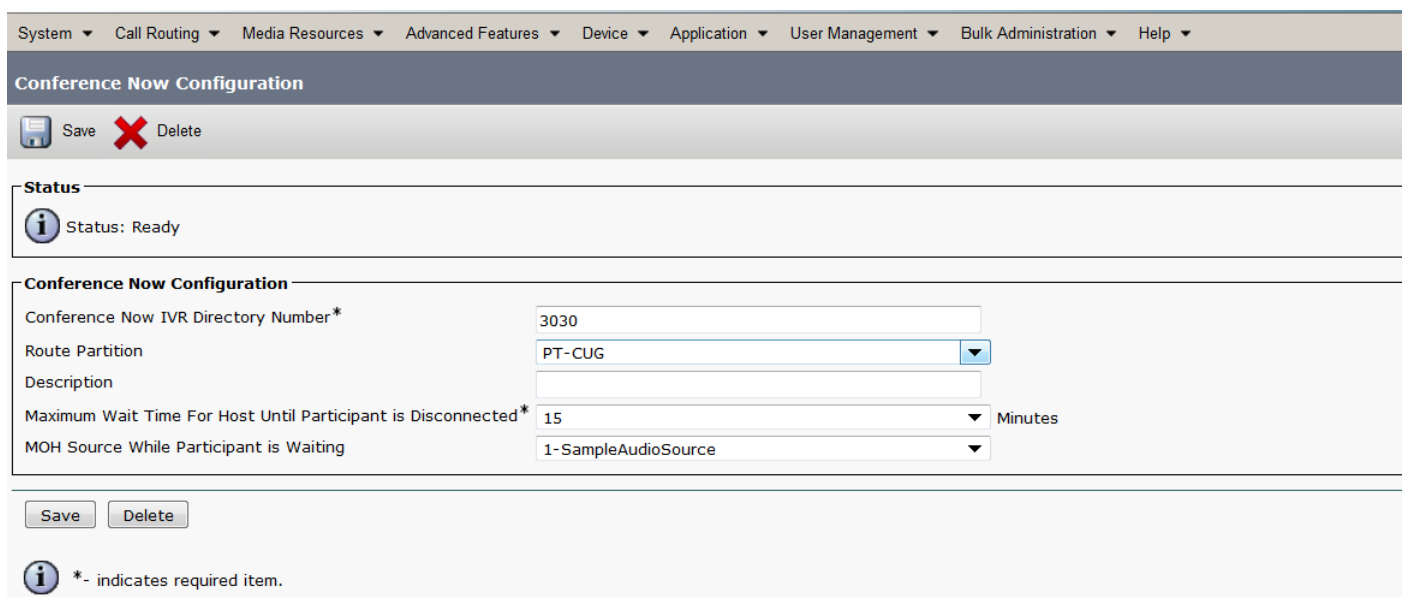 System Call Routing Media Resources Advanced Features Device Application User Management Bulk Administration Help
Conference Now Configuration
Save Delete
Status
Status: Ready
Conference Now Configuration
Conference Now IVR Directory Number* 3030
Route Partition PT-CUG
Description
Maximum Wait Time For Host Until Participant is Disconnected* 15 Minutes
MOH Source While Participant is Waiting 1-SampleAudioSource
Save Delete
*- indicates required item.